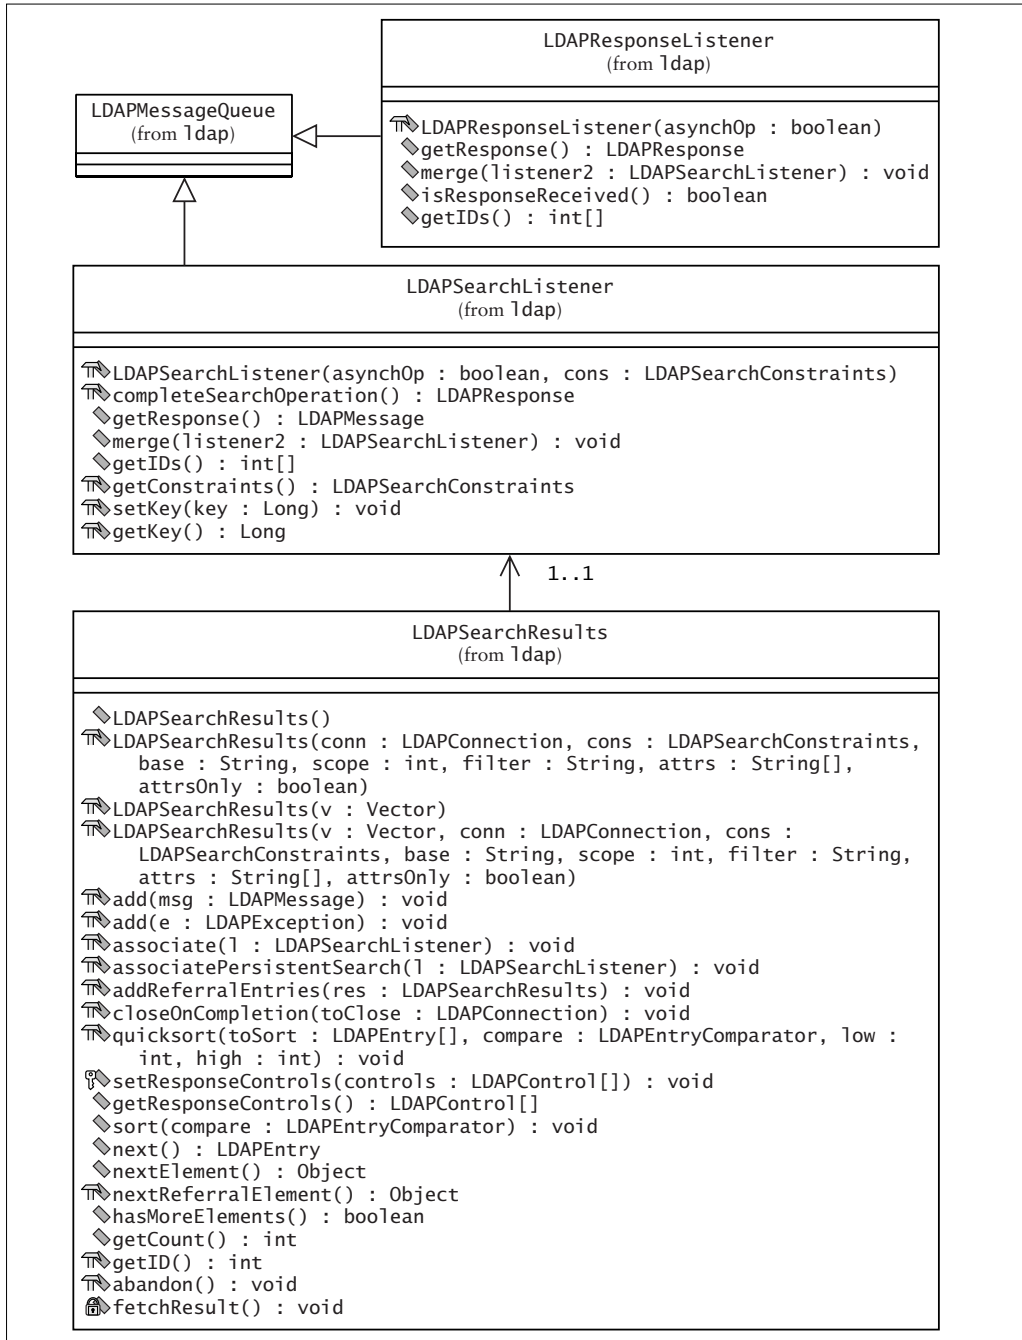 LDAPResponseListener
(from ldap)
LDAPResponseListener(asynchOp : boolean)
getResponse() : LDAPResponse
merge(listener2 : LDAPSearchListener) : void
isResponseReceived() : boolean
getIDs() : int[]
LDAPMessageQueue
(from ldap)
LDAPSearchListener
(from ldap)
LDAPSearchListener(asynchOp : boolean, cons : LDAPSearchConstraints)
completeSearchOperation() : LDAPResponse
getResponse() : LDAPMessage
merge(listener2 : LDAPSearchListener) : void
getIDs() : int[]
getConstraints() : LDAPSearchConstraints
setKey(key : Long) : void
getKey() : Long
1..1
LDAPSearchResults
(from ldap)
LDAPSearchResults()
LDAPSearchResults(conn : LDAPConnection, cons : LDAPSearchConstraints,
base : String, scope : int, filter : String, attrs : String[],
attrsOnly : boolean)
LDAPSearchResults(v : Vector)
LDAPSearchResults(v : Vector, conn : LDAPConnection, cons :
LDAPSearchConstraints, base : String, scope : int, filter : String,
attrs : String[], attrsOnly : boolean)
add(msg : LDAPMessage) : void
add(e : LDAPException) : void
associate(l : LDAPSearchListener) : void
associatePersistentSearch(l : LDAPSearchListener) : void
addReferralEntries(res : LDAPSearchResults) : void
closeOnCompletion(toClose : LDAPConnection) : void
quicksort(toSort : LDAPEntry[], compare : LDAPEntryComparator, low :
int, high : int) : void
setResponseControls(controls : LDAPControl[]) : void
getResponseControls() : LDAPControl[]
sort(compare : LDAPEntryComparator) : void
next() : LDAPEntry
nextElement() : Object
nextReferralElement() : Object
hasMoreElements() : boolean
getCount() : int
getID() : int
abandon() : void
fetchResult() : void